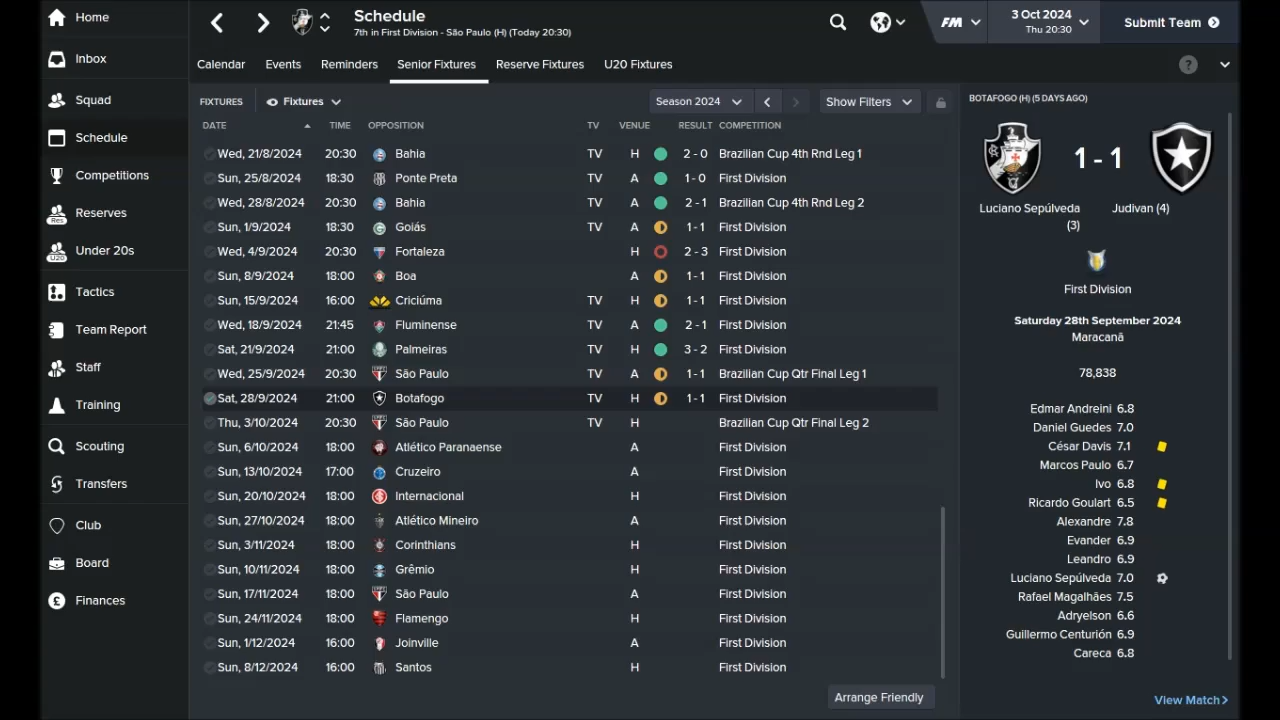 Home
Inbox
Squad
Schedule
Competitions
Res
Reserves
U20
Under 20s
Tactics
Team Report
Staff
Training
Scouting
Transfers
Club
Board
£ Finances
Schedule
7th in First Division - São Paulo (H) (Today 20:30)
FM
3 Oct 2024
Thu 20:30
Submit Team
Calendar Events Reminders Senior Fixtures Reserve Fixtures U20 Fixtures
?
FIXTURES Fixtures Season 2024 Show Filters
DATE TIME OPPOSITION TV VENUE RESULT COMPETITION
Wed, 21/8/2024 20:30 Bahia TV H 2 - 0 Brazilian Cup 4th Rnd Leg 1
Sun, 25/8/2024 18:30 Ponte Preta TV A 1 - 0 First Division
Wed, 28/8/2024 20:30 Bahia TV A 2 - 1 Brazilian Cup 4th Rnd Leg 2
Sun, 1/9/2024 18:30 Goiás TV A 1 - 1 First Division
Wed, 4/9/2024 20:30 Fortaleza H 2 - 3 First Division
Sun, 8/9/2024 18:00 Boa A 1 - 1 First Division
Sun, 15/9/2024 16:00 Criciúma TV H 1 - 1 First Division
Wed, 18/9/2024 21:45 Fluminense TV A 2 - 1 First Division
Sat, 21/9/2024 21:00 Palmeiras TV H 3 - 2 First Division
Wed, 25/9/2024 20:30 São Paulo TV A 1 - 1 Brazilian Cup Qtr Final Leg 1
Sat, 28/9/2024 21:00 Botafogo TV H 1 - 1 First Division
Thu, 3/10/2024 20:30 São Paulo TV H Brazilian Cup Qtr Final Leg 2
Sun, 6/10/2024 18:00 Atlético Paranaense A First Division
Sun, 13/10/2024 17:00 Cruzeiro A First Division
Sun, 20/10/2024 18:00 Internacional H First Division
Sun, 27/10/2024 18:00 Atlético Mineiro A First Division
Sun, 3/11/2024 18:00 Corinthians H First Division
Sun, 10/11/2024 18:00 Grêmio H First Division
Sun, 17/11/2024 18:00 São Paulo A First Division
Sun, 24/11/2024 18:00 Flamengo H First Division
Sun, 1/12/2024 16:00 Joinville A First Division
Sun, 8/12/2024 16:00 Santos H First Division
Arrange Friendly
BOTAFOGO (H) (5 DAYS AGO)
1 - 1
Luciano Sepúlveda (3)
Judivan (4)
First Division
Saturday 28th September 2024
Maracanã
78,838
Edmar Andreini 6.8
Daniel Guedes 7.0
César Davis 7.1
Marcos Paulo 6.7
Ivo 6.8
Ricardo Goulart 6.5
Alexandre 7.8
Evander 6.9
Leandro 6.9
Luciano Sepúlveda 7.0
Rafael Magalhães 7.5
Adryelson 6.6
Guillermo Centurión 6.9
Careca 6.8
View Match